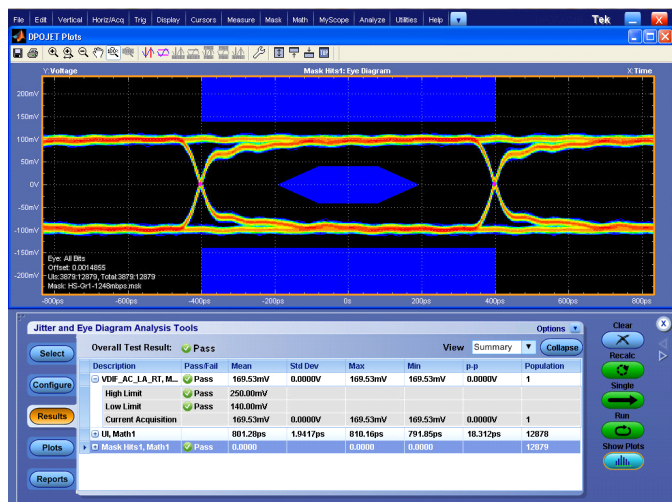 File Edit Vertical Horiz/Acq Trig Display Cursors Measure Mask Math MyScope Analyze Utilities Help Tek X
DPOJET Plots
Y:Voltage Mask Hits1: Eye Diagram X:Time
200mV
150mV
100mV
50mV
0V
-50mV
-100mV
-150mV
-200mV
Eye: All Bits
Offset: 0.0014855
UIs:3879:12879, Total:3879:12879
Mask: HS-Gr1-1248mbps.msk
-800ps -600ps -400ps -200ps 0s 200ps 400ps 600ps 800ps
Jitter and Eye Diagram Analysis Tools Options Clear X
Select Overall Test Result: Pass View Summary Collapse
Recalc
Description Pass/Fail Mean Std Dev Max Min p-p Population
VDIF_AC_LA_RT, M... Pass 169.53mV 0.0000V 169.53mV 169.53mV 0.0000V 1
Configure
High Limit Pass 250.00mV
Single
Low Limit Pass 140.00mV
Results
Current Acquisition 169.53mV 0.0000V 169.53mV 169.53mV 0.0000V 1
Run
UI, Math1 801.28ps 1.9417ps 810.16ps 791.85ps 18.312ps 12878
Mask Hits1, Math1 Pass 0.0000 0.0000 0.0000 12879
Plots
Show Plots
Reports